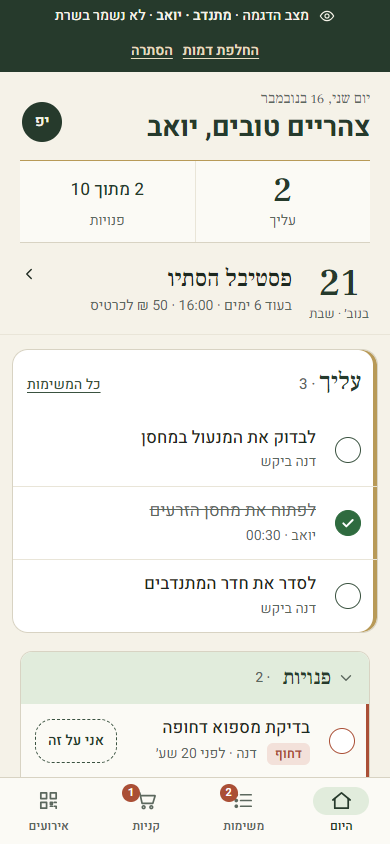 מצב הדגמה · מתנדב · יואב · לא נשמר בשרת
החלפת דמות הסתרה
יום שני, 16 בנובמבר
צהריים טובים, יואב
יפ
2
עליך
2 מתוך 10
פנויות
21
בנוב׳ · שבת
פסטיבל הסתיו
בעוד 6 ימים · 16:00 · 50 ₪ לכרטיס
עליך · 3
כל המשימות
לבדוק את המנעול במחסן
דנה ביקש
לפתוח את מחסן הזרעים
יואב · 00:30
לסדר את חדר המתנדבים
דנה ביקש
פנויות · 2
בדיקת מספוא דחופה
דחוף דנה · לפני 20 שע׳
אני על זה
היום
2
משימות
1
קניות
אירועים